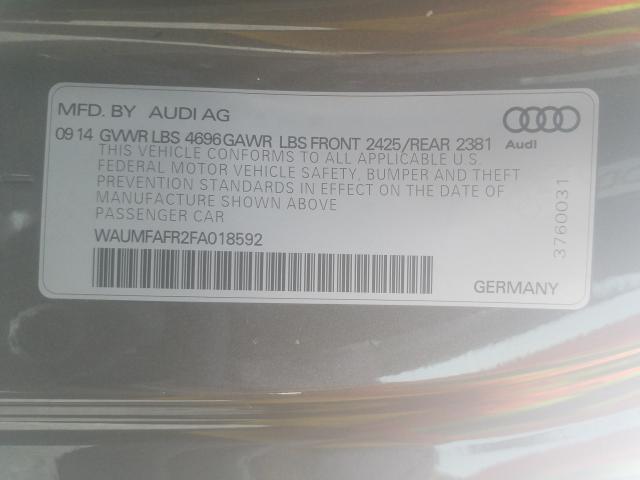 MFD. BY AUDI AG
09 14 GVWR LBS 4696 GAWR LBS FRONT 2425/REAR 2381
THIS VEHICLE CONFORMS TO ALL APPLICABLE U.S.
FEDERAL MOTOR VEHICLE SAFETY, BUMPER AND THEFT
PREVENTION STANDARDS IN EFFECT ON THE DATE OF
MANUFACTURE SHOWN ABOVE
PASSENGER CAR
WAUMFAFR2FA018592
GERMANY
Audi
3760031